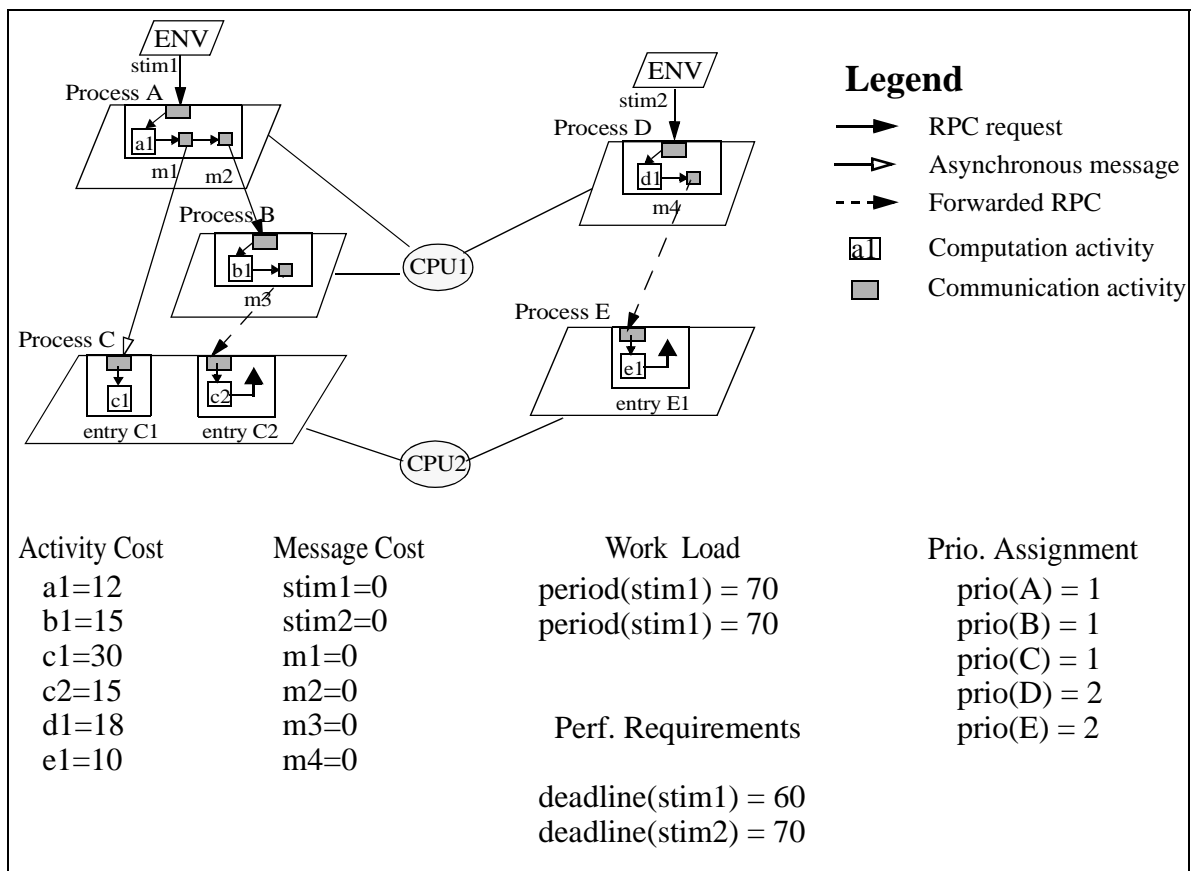 ENV
stim1
Process A
a1
m1
m2
Process B
b1
m3
Process C
c1
c2
entry C1
entry C2
CPU1
CPU2
ENV
stim2
Process D
d1
m4
Process E
e1
entry E1
Legend
RPC request
Asynchronous message
Forwarded RPC
a1 Computation activity
Communication activity
Activity Cost
a1=12
b1=15
c1=30
c2=15
d1=18
e1=10
Message Cost
stim1=0
stim2=0
m1=0
m2=0
m3=0
m4=0
Work Load
period(stim1) = 70
period(stim1) = 70
Perf. Requirements
deadline(stim1) = 60
deadline(stim2) = 70
Prio. Assignment
prio(A) = 1
prio(B) = 1
prio(C) = 1
prio(D) = 2
prio(E) = 2